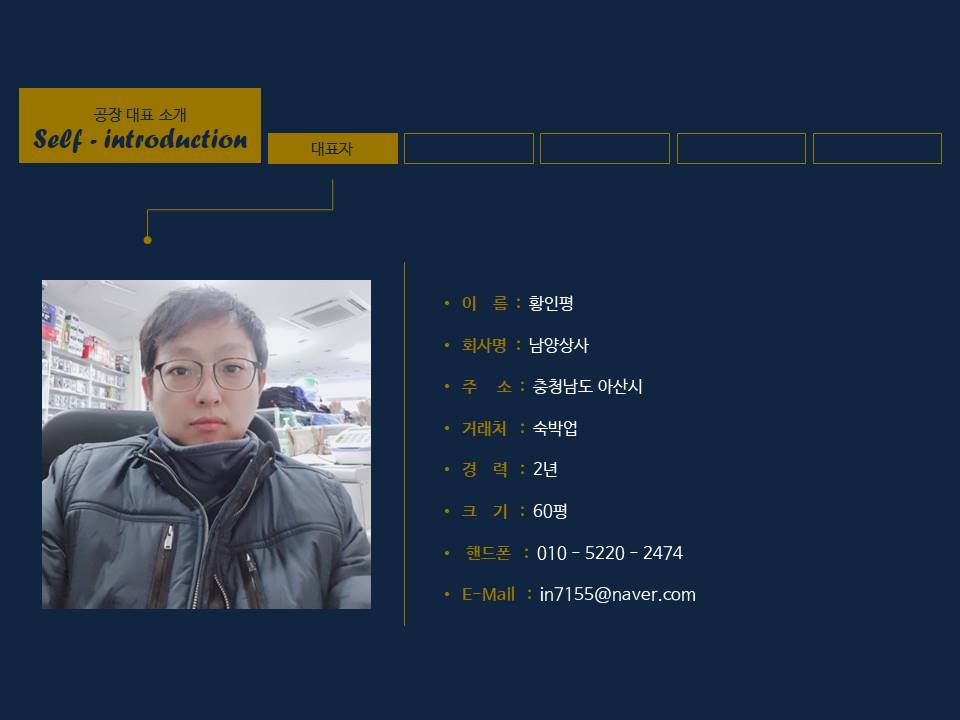 공장 대표 소개
Self - introduction
대표자
• 이 름 : 황인평
• 회사명 : 남양상사
• 주 소 : 충청남도 아산시
• 거래처 : 숙박업
• 경 력 : 2년
• 크 기 : 60평
• 핸드폰 : 010 - 5220 - 2474
• E-Mail : in7155@naver.com